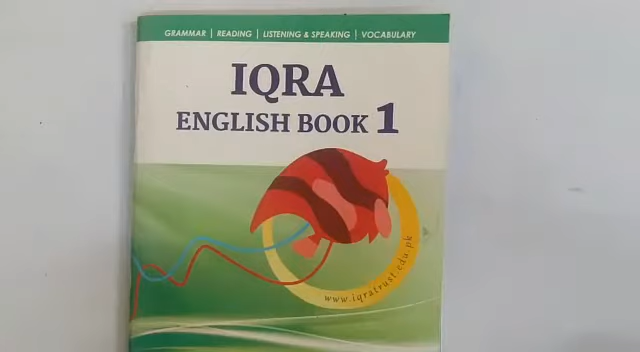 GRAMMAR | READING | LISTENING & SPEAKING | VOCABULARY
IQRA
ENGLISH BOOK 1
www.iqratrust.edu.pk